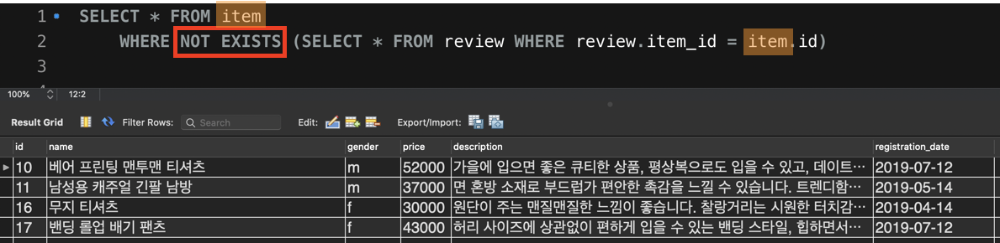 1 SELECT * FROM item
2 WHERE NOT EXISTS (SELECT * FROM review WHERE review.item_id = item.id)
3
100% 12:2
Result Grid Filter Rows: Search Edit: Export/Import:
id name gender price description registration_date
10 베어 프린팅 맨투맨 티셔츠 m 52000 가을에 입으면 좋은 큐티한 상품, 평상복으로도 입을 수 있고, 데이트… 2019-07-12
11 남성용 캐주얼 긴팔 남방 m 37000 면 혼방 소재로 부드럽가 편안한 촉감을 느낄 수 있습니다. 트렌디함… 2019-05-14
16 무지 티셔츠 f 30000 원단이 주는 맨질맨질한 느낌이 좋습니다. 찰랑거리는 시원한 터치감… 2019-04-14
17 밴딩 롤업 배기 팬츠 f 43000 허리 사이즈에 상관없이 편하게 입을 수 있는 밴딩 스타일, 힙하면서… 2019-07-12